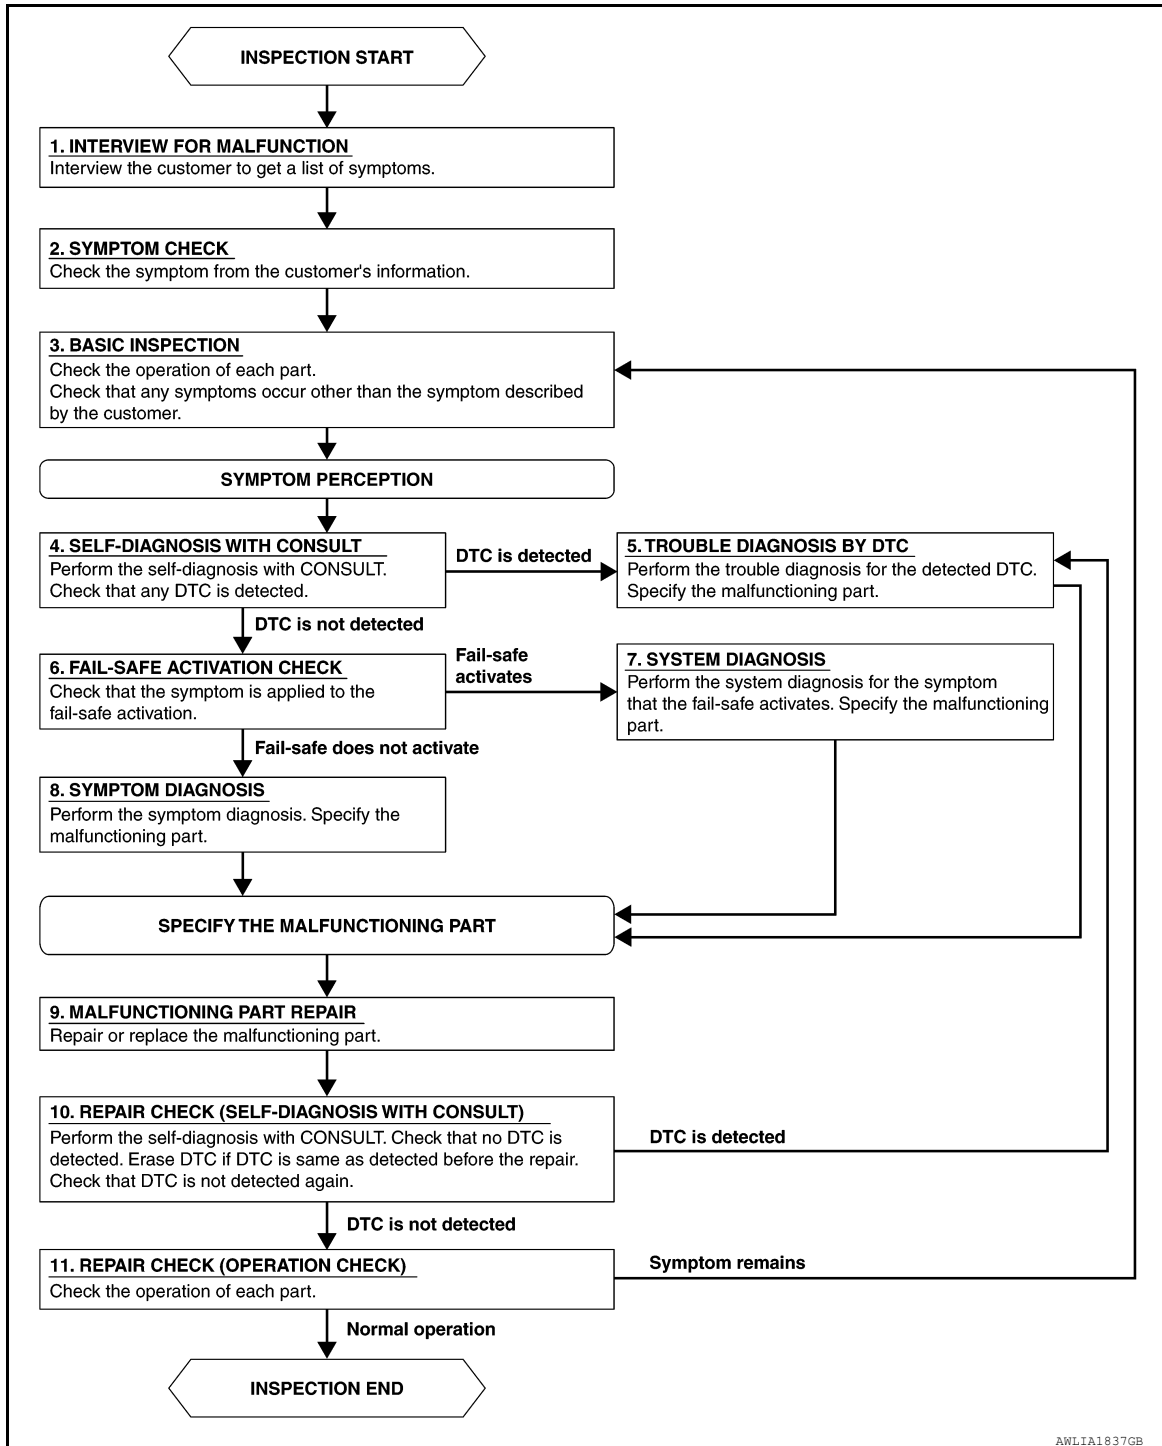 INSPECTION START
1. INTERVIEW FOR MALFUNCTION
Interview the customer to get a list of symptoms.
2. SYMPTOM CHECK
Check the symptom from the customer's information.
3. BASIC INSPECTION
Check the operation of each part.
Check that any symptoms occur other than the symptom described
by the customer.
SYMPTOM PERCEPTION
4. SELF-DIAGNOSIS WITH CONSULT
Perform the self-diagnosis with CONSULT.
Check that any DTC is detected.
DTC is detected
5. TROUBLE DIAGNOSIS BY DTC
Perform the trouble diagnosis for the detected DTC.
Specify the malfunctioning part.
DTC is not detected
6. FAIL-SAFE ACTIVATION CHECK
Check that the symptom is applied to the
fail-safe activation.
Fail-safe
activates
7. SYSTEM DIAGNOSIS
Perform the system diagnosis for the symptom
that the fail-safe activates. Specify the malfunctioning
part.
Fail-safe does not activate
8. SYMPTOM DIAGNOSIS
Perform the symptom diagnosis. Specify the
malfunctioning part.
SPECIFY THE MALFUNCTIONING PART
9. MALFUNCTIONING PART REPAIR
Repair or replace the malfunctioning part.
10. REPAIR CHECK (SELF-DIAGNOSIS WITH CONSULT)
Perform the self-diagnosis with CONSULT. Check that no DTC is
detected. Erase DTC if DTC is same as detected before the repair.
Check that DTC is not detected again.
DTC is detected
DTC is not detected
11. REPAIR CHECK (OPERATION CHECK)
Check the operation of each part.
Symptom remains
Normal operation
INSPECTION END
AWLIA1837GB